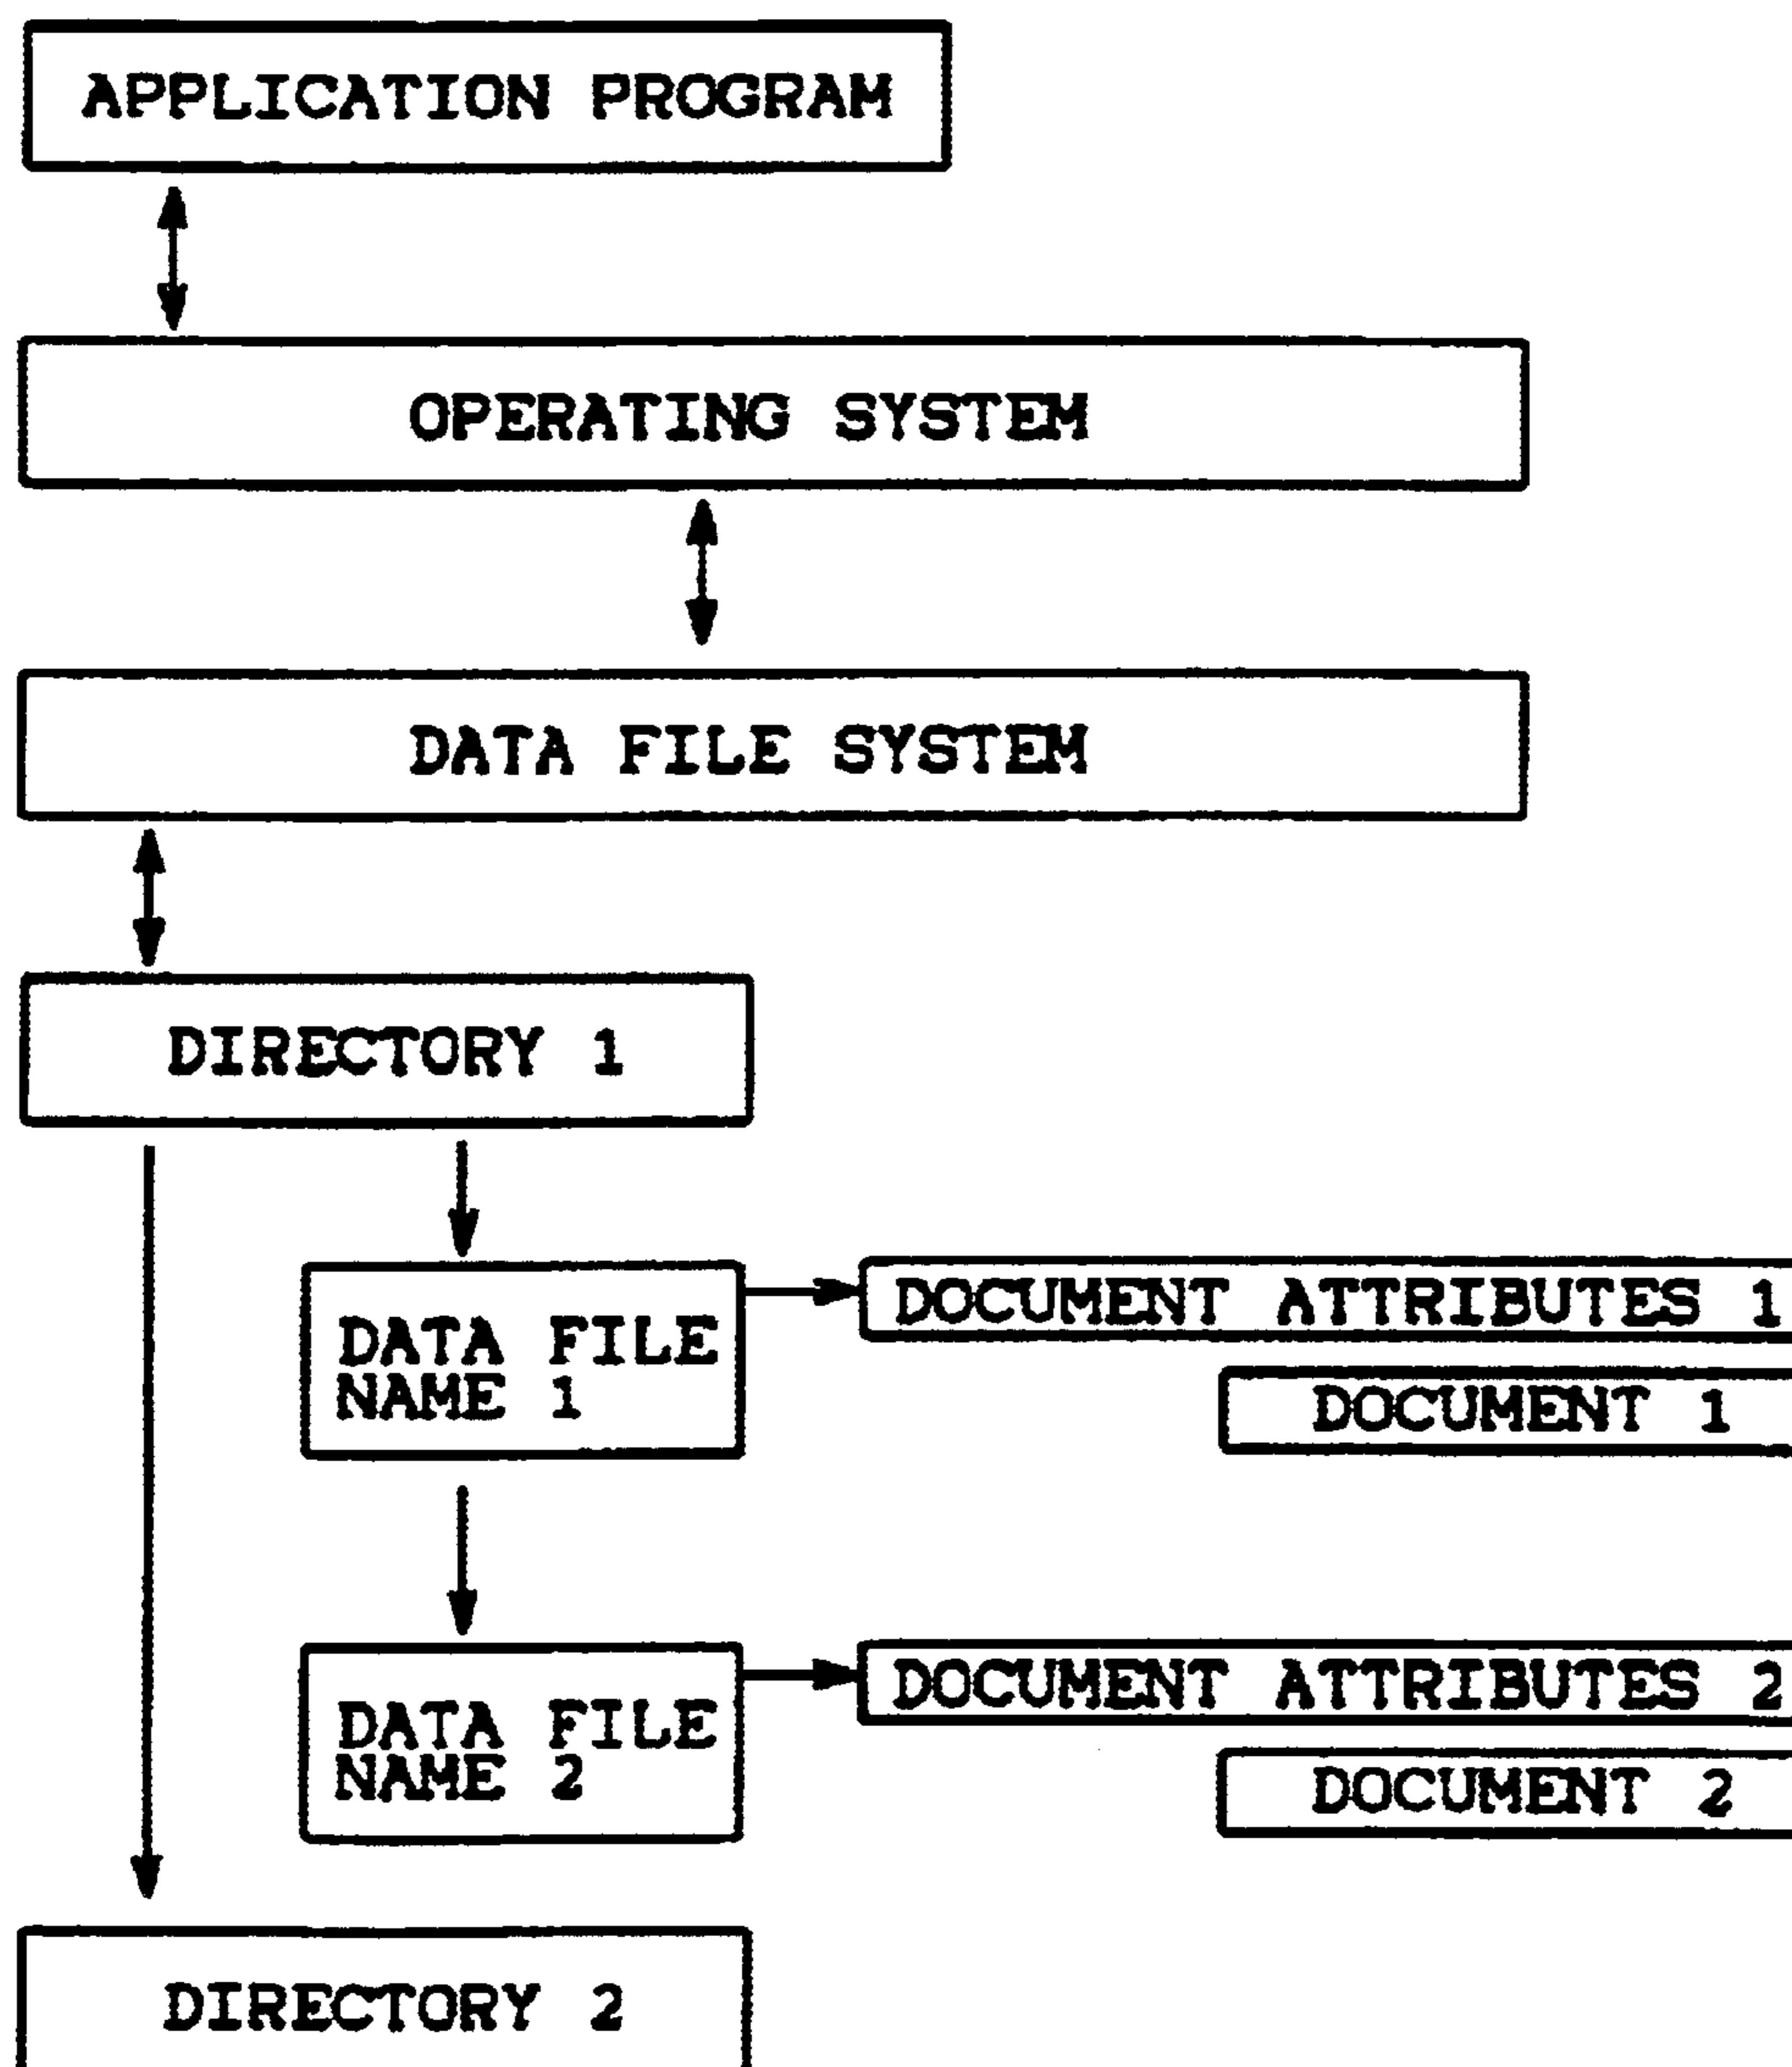 APPLICATION PROGRAM
OPERATING SYSTEM
DATA FILE SYSTEM
DIRECTORY 1
DATA FILE
NAME 1
DOCUMENT ATTRIBUTES 1
DOCUMENT 1
DATA FILE
NAME 2
DOCUMENT ATTRIBUTES 2
DOCUMENT 2
DIRECTORY 2